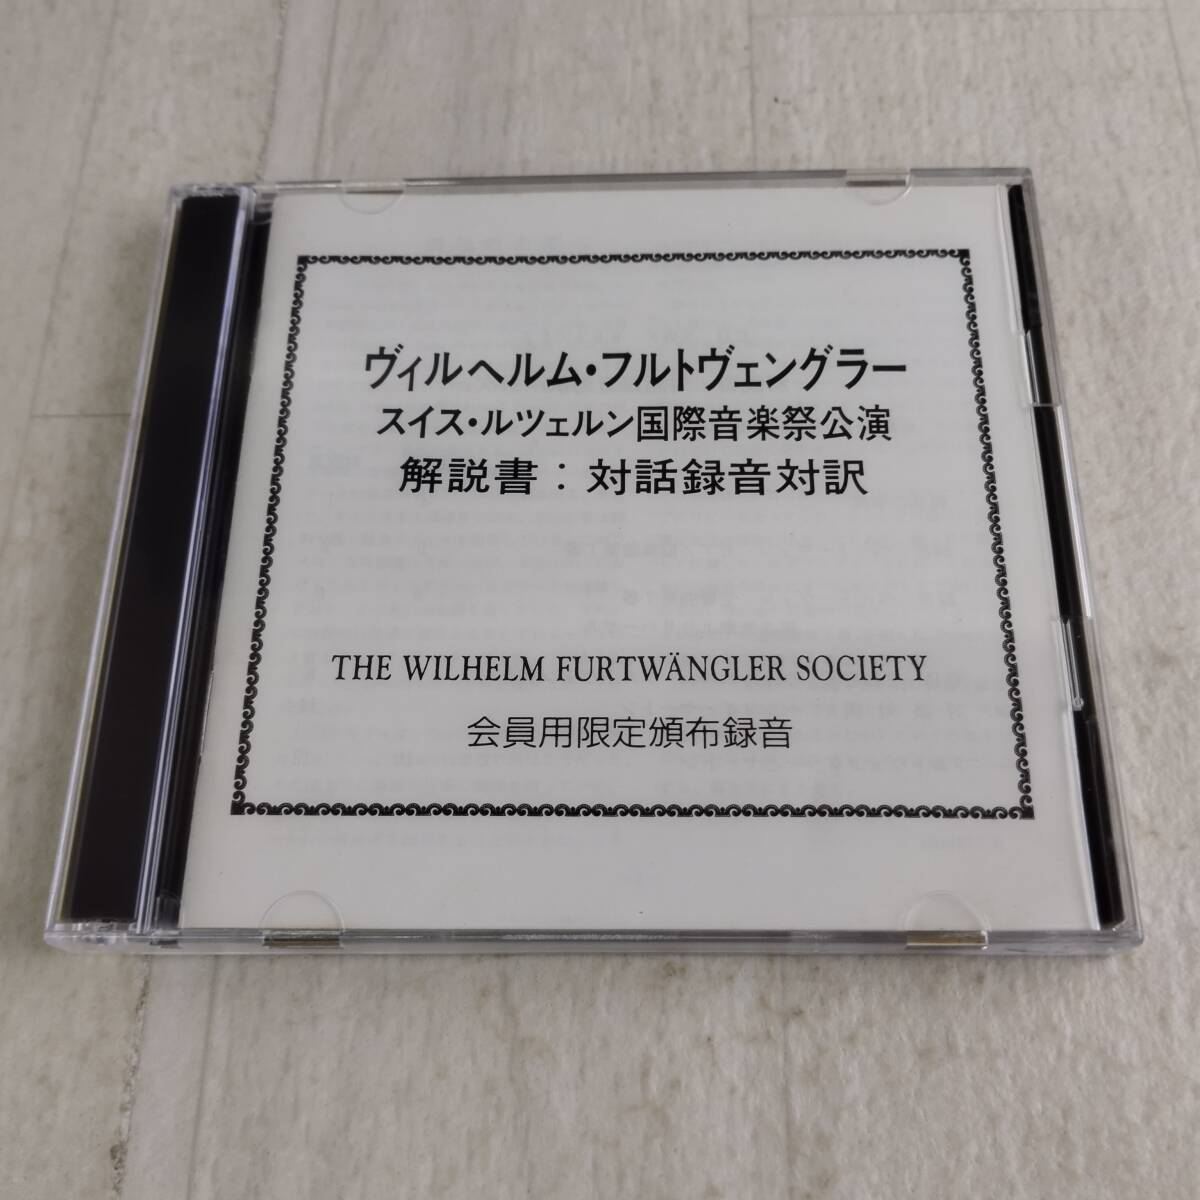 ヴィルヘルム・フルトヴェングラー
スイス・ルツェルン国際音楽祭公演
解説書：対話録音対訳
THE WILHELM FURTWÄNGLER SOCIETY
会員用限定頒布録音